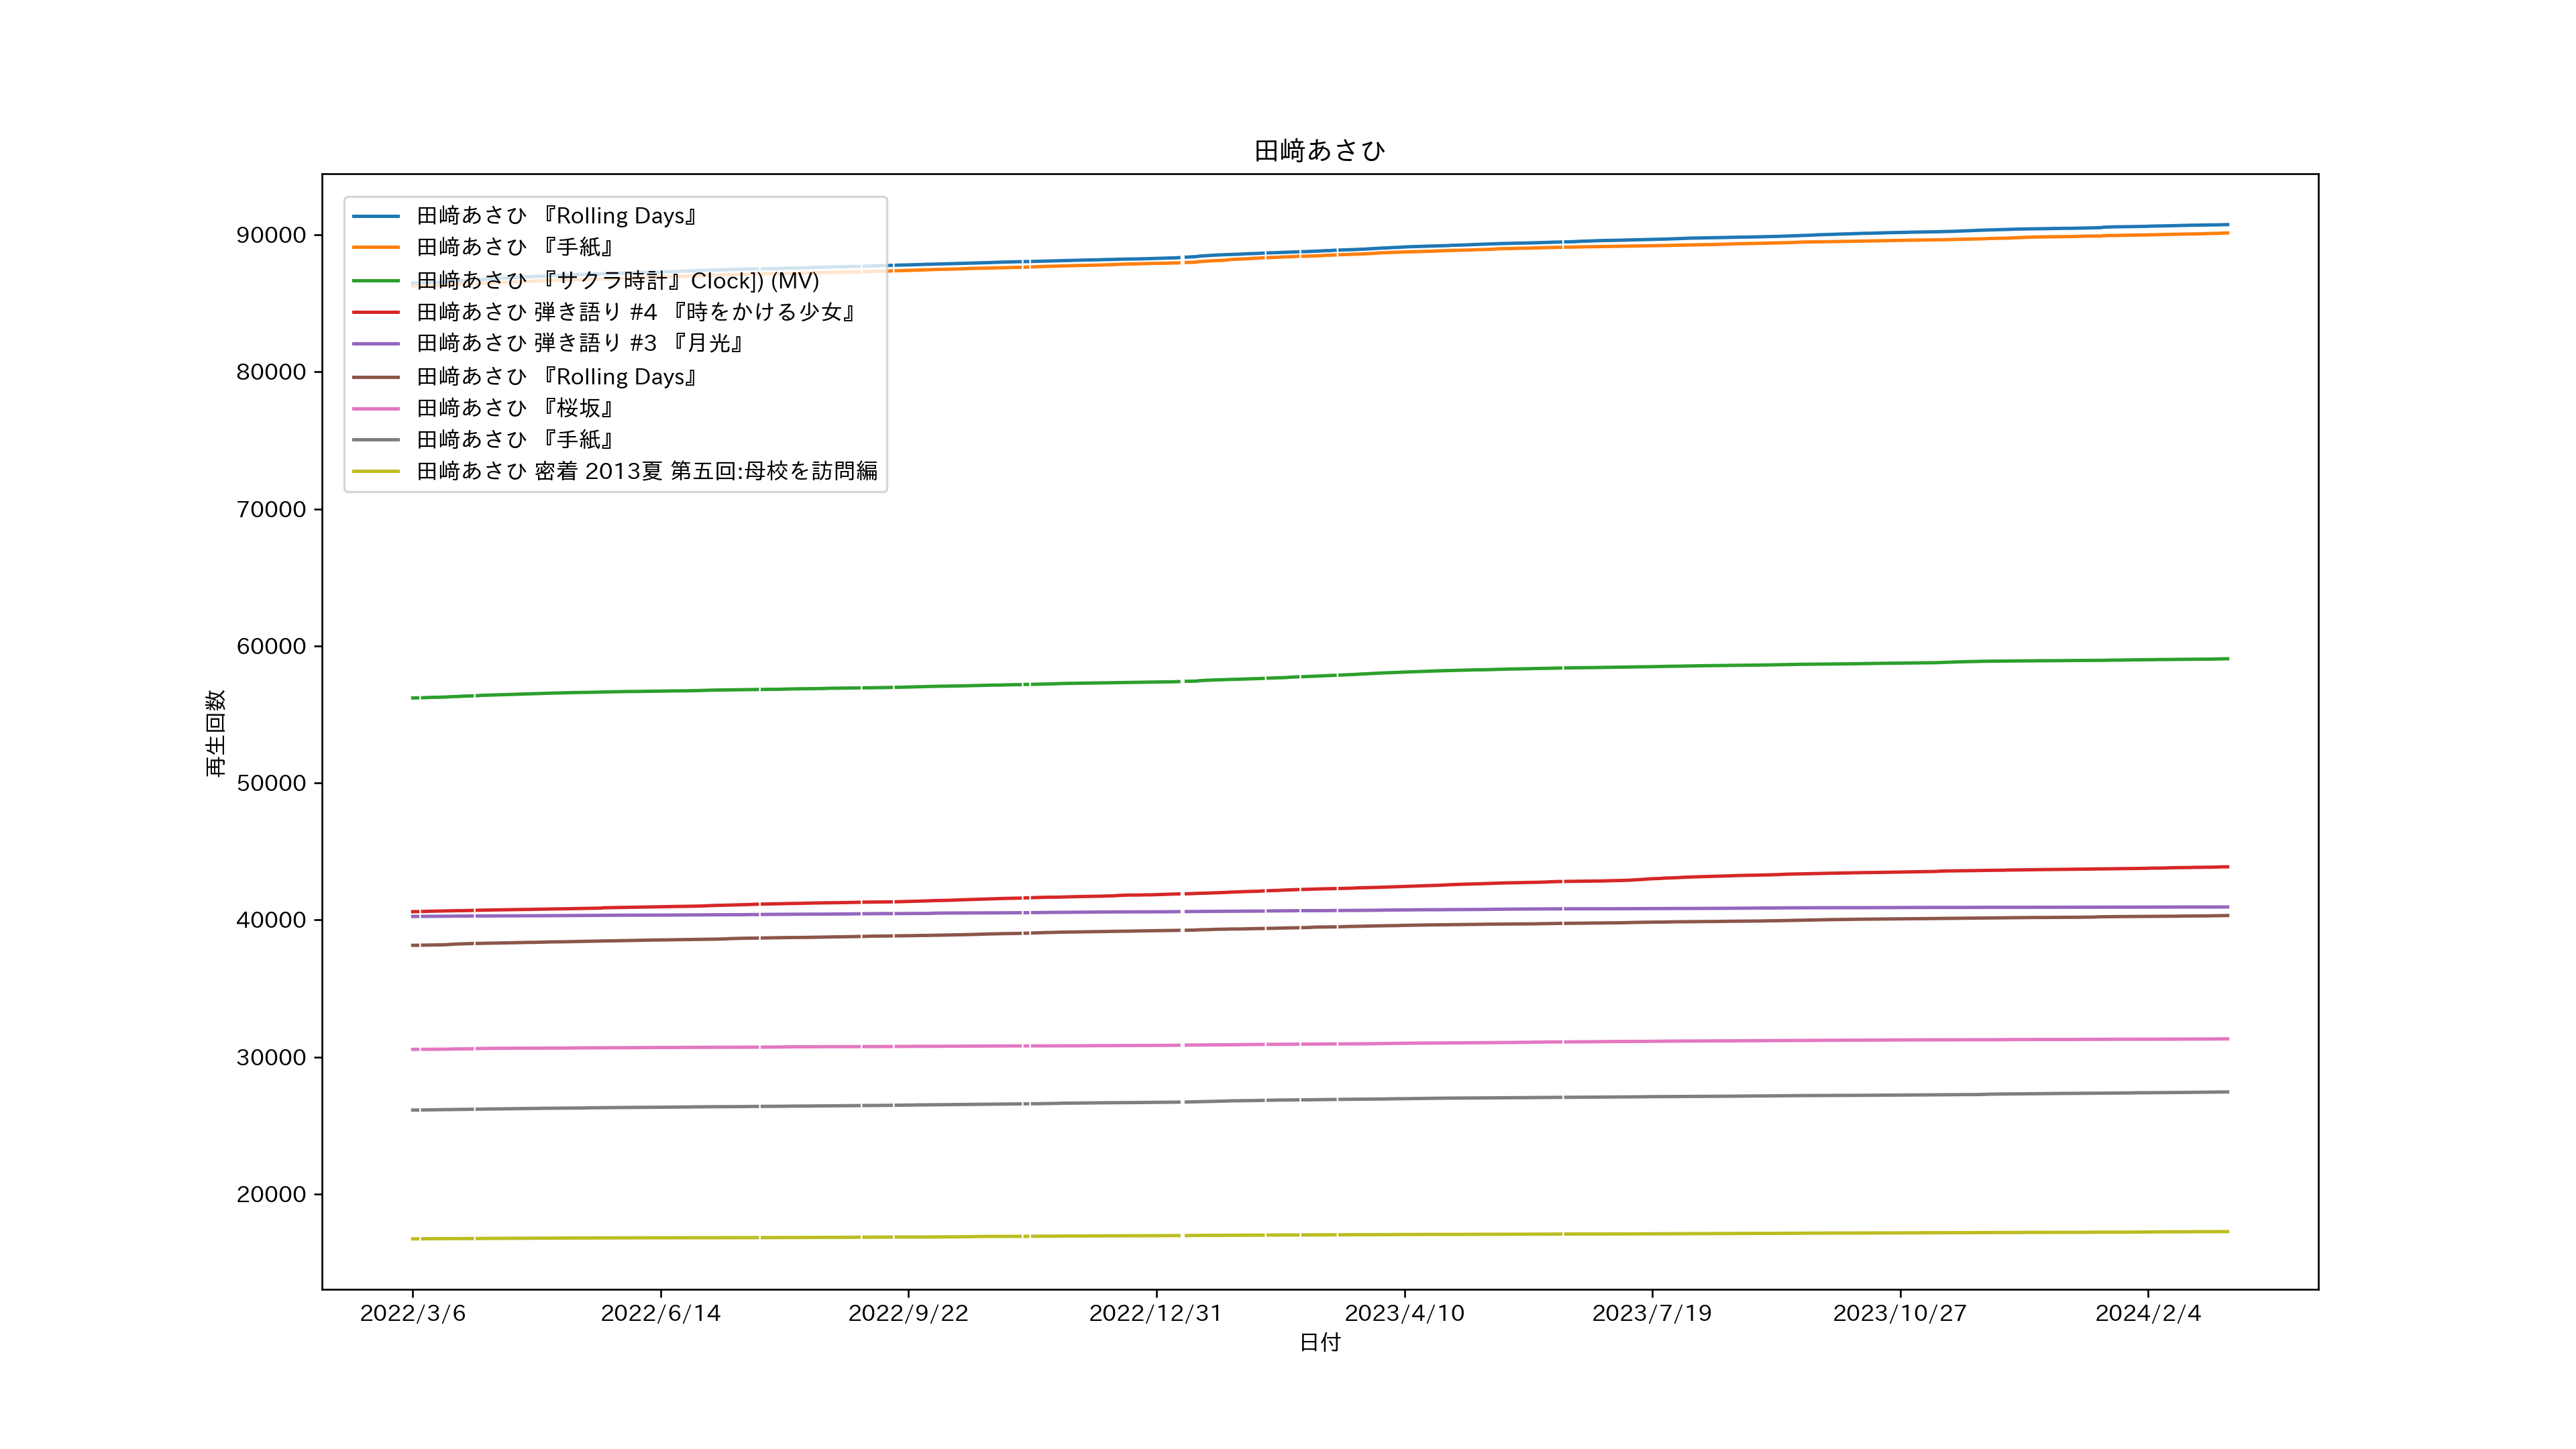 田﨑あさひ
田﨑あさひ 『Rolling Days』
田﨑あさひ 『手紙』
田﨑あさひ 『サクラ時計』Clock]) (MV)
田﨑あさひ 弾き語り #4 『時をかける少女』
田﨑あさひ 弾き語り #3 『月光』
田﨑あさひ 『Rolling Days』
田﨑あさひ 『桜坂』
田﨑あさひ 『手紙』
田﨑あさひ 密着 2013夏 第五回:母校を訪問編
90000
80000
70000
60000
50000
40000
30000
20000
再生回数
2022/3/6 2022/6/14 2022/9/22 2022/12/31 2023/4/10 2023/7/19 2023/10/27 2024/2/4
日付